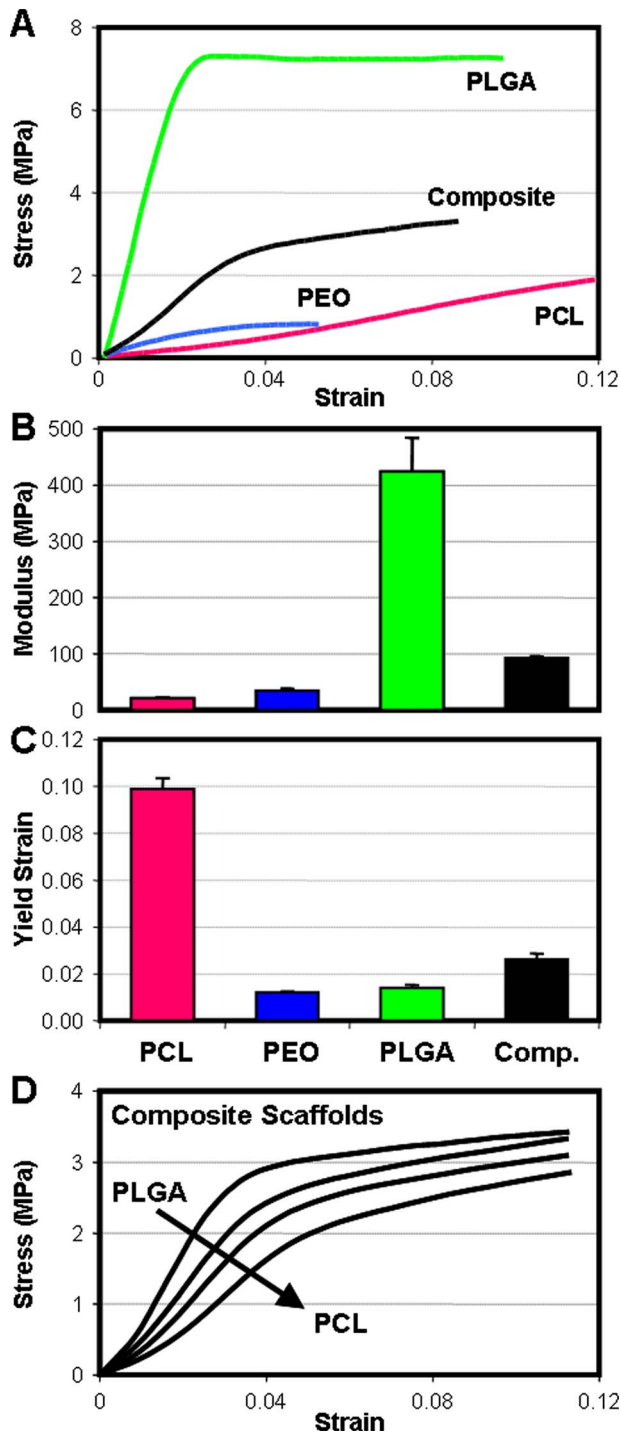 A
8
6
4
2
0
Stress (MPa)
PLGA
Composite
PEO
PCL
0
0.04
0.08
0.12
Strain
B
500
400
300
200
100
0
Modulus (MPa)
C
0.12
0.10
0.08
0.06
0.04
0.02
0.00
Yield Strain
PCL PEO PLGA Comp.
D
4
3
2
1
0
Stress (MPa)
Composite Scaffolds
PLGA
PCL
0
0.04
0.08
0.12
Strain